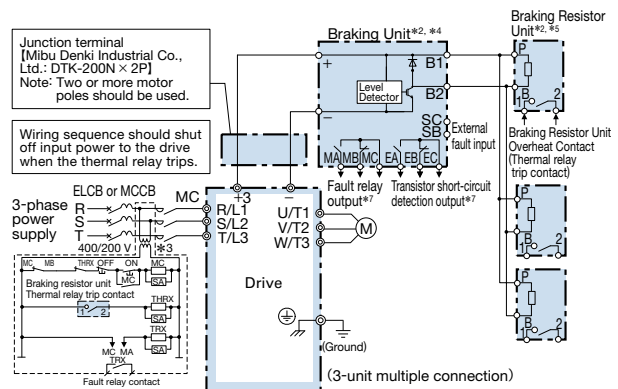 Junction terminal
【Mibu Denki Industrial Co.,
Ltd.: DTK-200N × 2P】
Note: Two or more motor
poles should be used.
Wiring sequence should shut
off input power to the drive
when the thermal relay trips.
Braking Unit*2, *4
+
−
Level
Detector
B1
B2
SC
SB
External
fault input
MA MB MC EA EB EC
Fault relay
output*7
Transistor short-circuit
detection output*7
Braking Resistor
Unit*2, *5
P
B
1 2
Braking Resistor Unit
Overheat Contact
(Thermal relay
trip contact)
P
B
1 2
P
B
1 2
ELCB or MCCB
MC
3-phase
power
supply
R
S
T
400/200 V
*3
+3 −
R/L1
S/L2
T/L3
U/T1
V/T2
W/T3
M
Drive
(Ground)
MC MB THRX OFF ON MC
MC
SA
Braking resistor unit
Thermal relay trip contact
1 2
THRX
SA
TRX
SA
MC MA
TRX
Fault relay contact
(3-unit multiple connection)